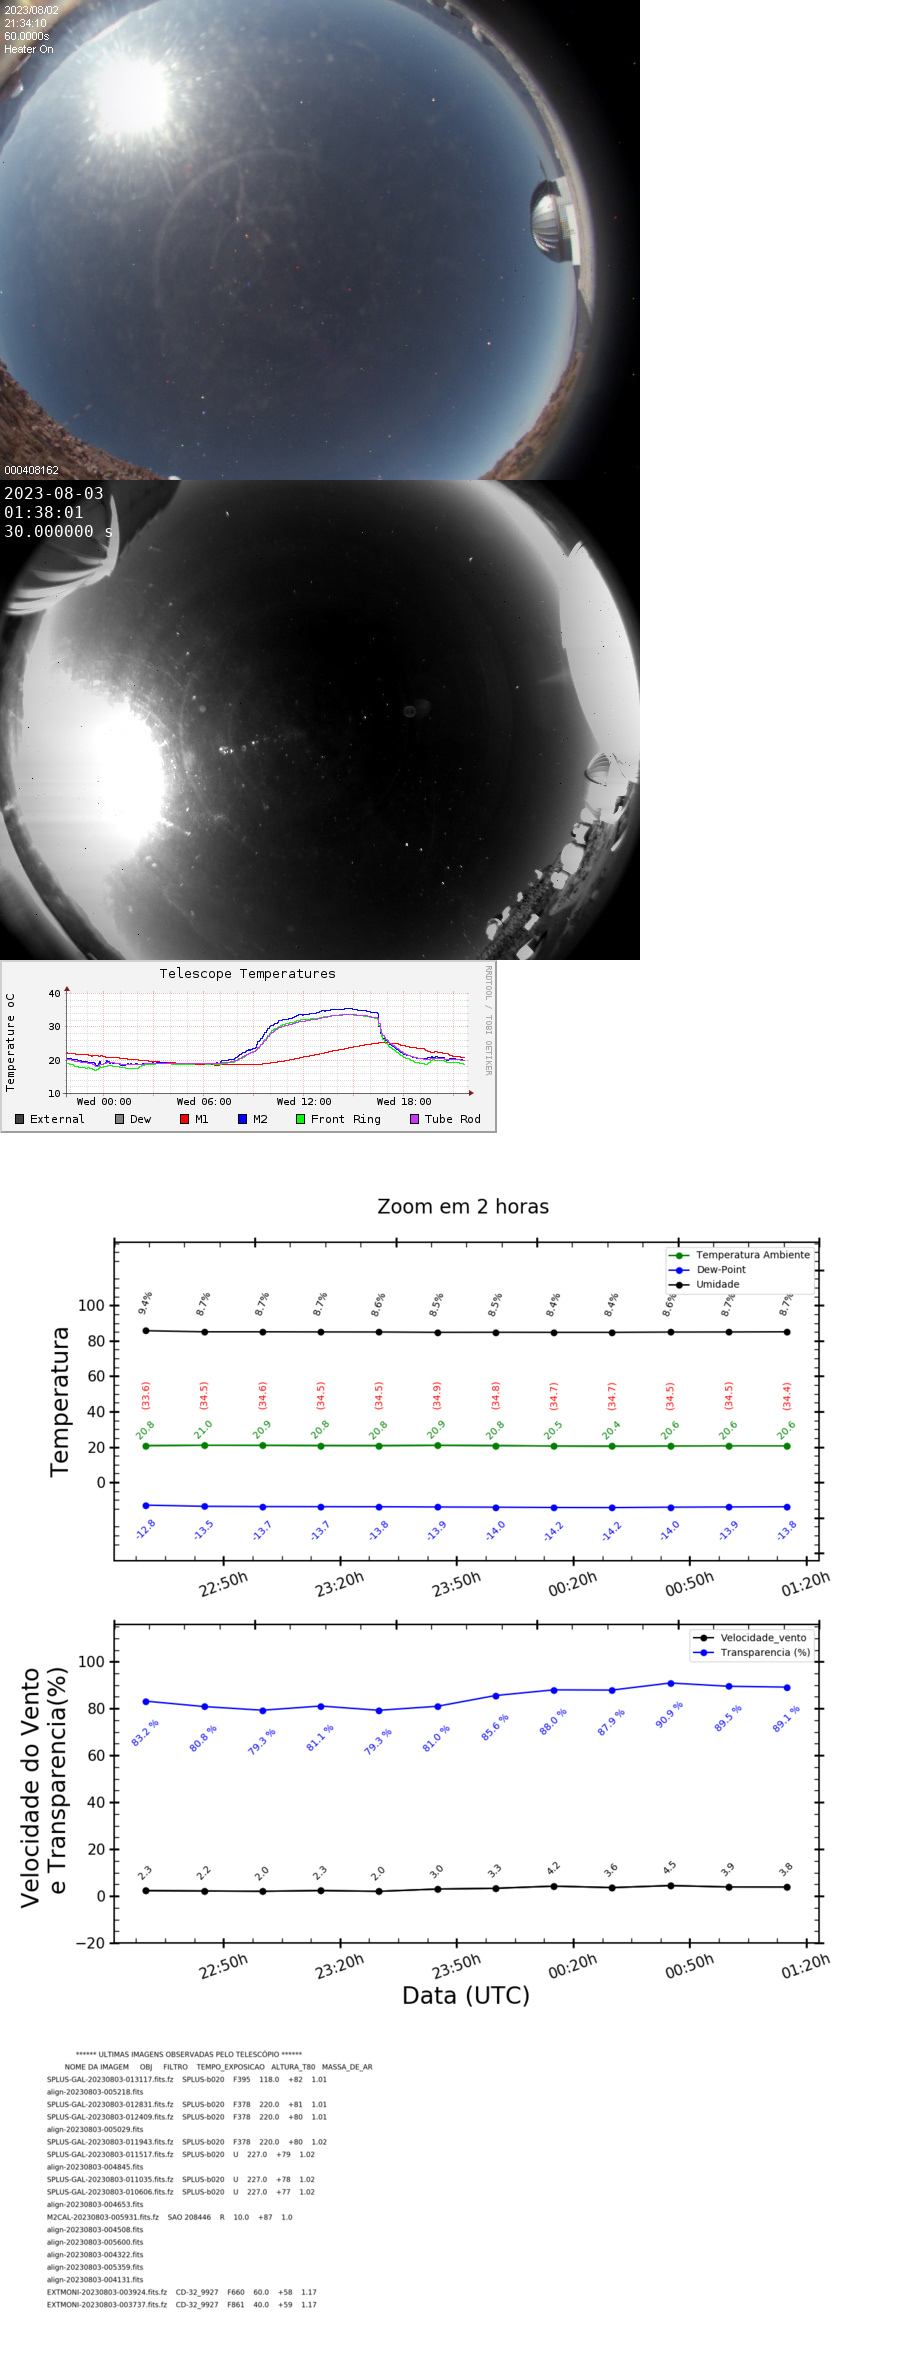 2023/08/02
21:34:10
60.0000s
Heater On
000408162
2023-08-03
01:38:01
30.000000 s
Telescope Temperatures
RRDTOOL / TOBI OETIKER
Temperature oC
40
30
20
10
Wed 00:00 Wed 06:00 Wed 12:00 Wed 18:00
External Dew M1 M2 Front Ring Tube Rod
Zoom em 2 horas
Temperatura Ambiente
Dew-Point
Umidade
Temperatura
100
80
60
40
20
0
9.4% 8.7% 8.7% 8.7% 8.6% 8.5% 8.5% 8.4% 8.4% 8.6% 8.7% 8.7%
(33.6) (34.5) (34.6) (34.5) (34.5) (34.9) (34.8) (34.7) (34.7) (34.5) (34.5) (34.4)
20.8 21.0 20.9 20.8 20.8 20.9 20.8 20.5 20.4 20.6 20.6 20.6
-12.8 -13.5 -13.7 -13.7 -13.8 -13.9 -14.0 -14.2 -14.2 -14.0 -13.9 -13.8
22:50h 23:20h 23:50h 00:20h 00:50h 01:20h
Velocidade_vento
Transparencia (%)
Velocidade do Vento
e Transparencia(%)
100
80
60
40
20
0
−20
83.2 % 80.8 % 79.3 % 81.1 % 79.3 % 81.0 % 85.6 % 88.0 % 87.9 % 90.9 % 89.5 % 89.1 %
2.3 2.2 2.0 2.3 2.0 3.0 3.3 4.2 3.6 4.5 3.9 3.8
22:50h 23:20h 23:50h 00:20h 00:50h 01:20h
Data (UTC)
****** ULTIMAS IMAGENS OBSERVADAS PELO TELESCÓPIO ******
NOME DA IMAGEM OBJ FILTRO TEMPO_EXPOSICAO ALTURA_T80 MASSA_DE_AR
SPLUS-GAL-20230803-013117.fits.fz SPLUS-b020 F395 118.0 +82 1.01
align-20230803-005218.fits
SPLUS-GAL-20230803-012831.fits.fz SPLUS-b020 F378 220.0 +81 1.01
SPLUS-GAL-20230803-012409.fits.fz SPLUS-b020 F378 220.0 +80 1.01
align-20230803-005029.fits
SPLUS-GAL-20230803-011943.fits.fz SPLUS-b020 F378 220.0 +80 1.02
SPLUS-GAL-20230803-011517.fits.fz SPLUS-b020 U 227.0 +79 1.02
align-20230803-004845.fits
SPLUS-GAL-20230803-011035.fits.fz SPLUS-b020 U 227.0 +78 1.02
SPLUS-GAL-20230803-010606.fits.fz SPLUS-b020 U 227.0 +77 1.02
align-20230803-004653.fits
M2CAL-20230803-005931.fits.fz SAO 208446 R 10.0 +87 1.0
align-20230803-004508.fits
align-20230803-005600.fits
align-20230803-004322.fits
align-20230803-005359.fits
align-20230803-004131.fits
EXTMONI-20230803-003924.fits.fz CD-32_9927 F660 60.0 +58 1.17
EXTMONI-20230803-003737.fits.fz CD-32_9927 F861 40.0 +59 1.17